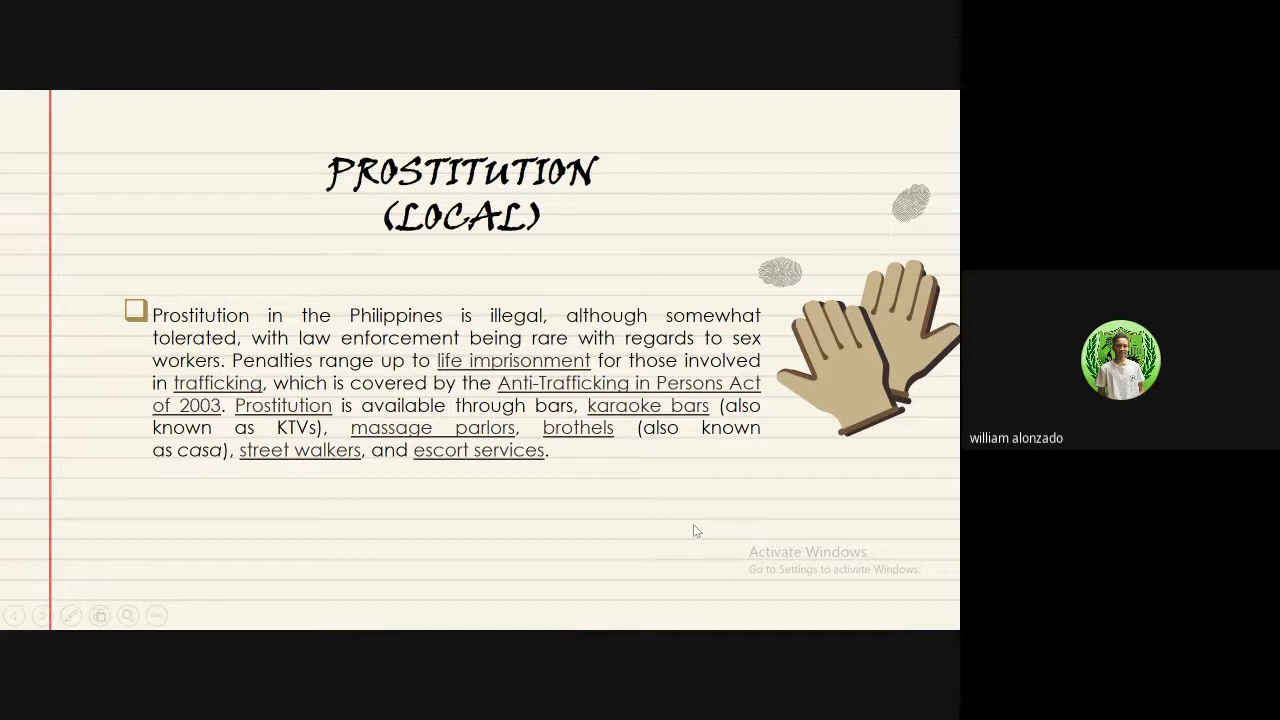 PROSTITUTION
(LOCAL)
Prostitution in the Philippines is illegal, although somewhat
tolerated, with law enforcement being rare with regards to sex
workers. Penalties range up to life imprisonment for those involved
in trafficking, which is covered by the Anti-Trafficking in Persons Act
of 2003. Prostitution is available through bars, karaoke bars (also
known as KTVs), massage parlors, brothels (also known
as casa), street walkers, and escort services.
Activate Windows
Go to Settings to activate Windows.
william alonzado